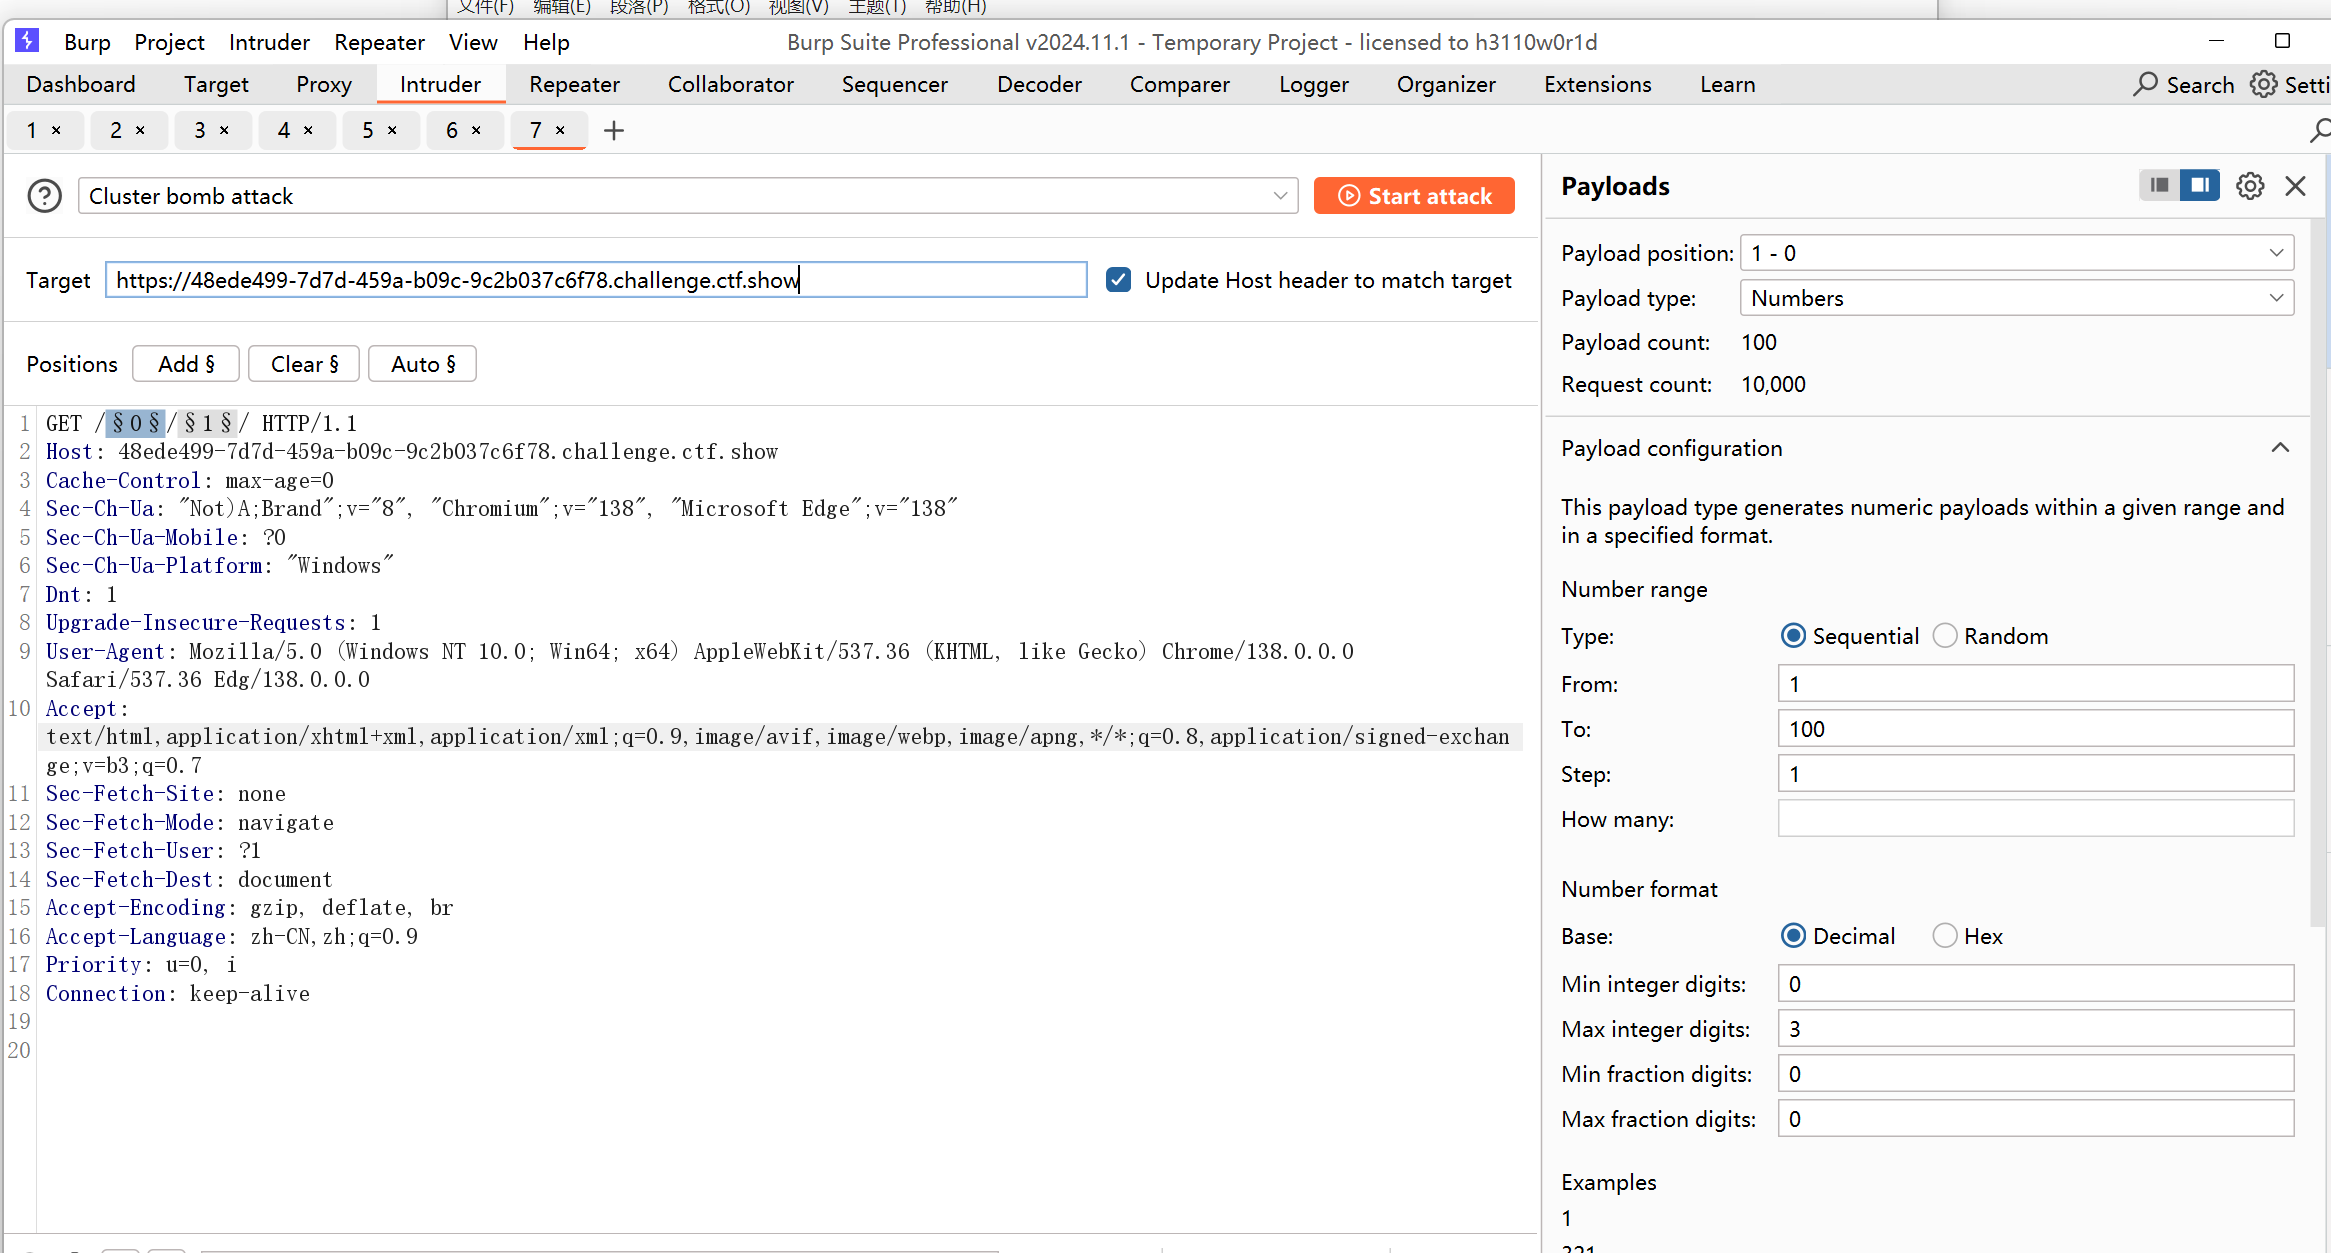 文件(F) 编辑(E) 段落(P) 格式(O) 视图(V) 主题(T) 帮助(H)
Burp Project Intruder Repeater View Help Burp Suite Professional v2024.11.1 - Temporary Project - licensed to h3110w0r1d
Dashboard Target Proxy Intruder Repeater Collaborator Sequencer Decoder Comparer Logger Organizer Extensions Learn Search Setti
1 × 2 × 3 × 4 × 5 × 6 × 7 × +
Cluster bomb attack Start attack
Target https://48ede499-7d7d-459a-b09c-9c2b037c6f78.challenge.ctf.show Update Host header to match target
Positions Add § Clear § Auto §
1 GET /§0§/§1§/ HTTP/1.1
2 Host: 48ede499-7d7d-459a-b09c-9c2b037c6f78.challenge.ctf.show
3 Cache-Control: max-age=0
4 Sec-Ch-Ua: "Not)A;Brand";v="8", "Chromium";v="138", "Microsoft Edge";v="138"
5 Sec-Ch-Ua-Mobile: ?0
6 Sec-Ch-Ua-Platform: "Windows"
7 Dnt: 1
8 Upgrade-Insecure-Requests: 1
9 User-Agent: Mozilla/5.0 (Windows NT 10.0; Win64; x64) AppleWebKit/537.36 (KHTML, like Gecko) Chrome/138.0.0.0
Safari/537.36 Edg/138.0.0.0
10 Accept:
text/html,application/xhtml+xml,application/xml;q=0.9,image/avif,image/webp,image/apng,*/*;q=0.8,application/signed-exchan
ge;v=b3;q=0.7
11 Sec-Fetch-Site: none
12 Sec-Fetch-Mode: navigate
13 Sec-Fetch-User: ?1
14 Sec-Fetch-Dest: document
15 Accept-Encoding: gzip, deflate, br
16 Accept-Language: zh-CN,zh;q=0.9
17 Priority: u=0, i
18 Connection: keep-alive
19
20
Payloads
Payload position: 1 - 0
Payload type: Numbers
Payload count: 100
Request count: 10,000
Payload configuration
This payload type generates numeric payloads within a given range and
in a specified format.
Number range
Type: Sequential Random
From: 1
To: 100
Step: 1
How many:
Number format
Base: Decimal Hex
Min integer digits: 0
Max integer digits: 3
Min fraction digits: 0
Max fraction digits: 0
Examples
1
321